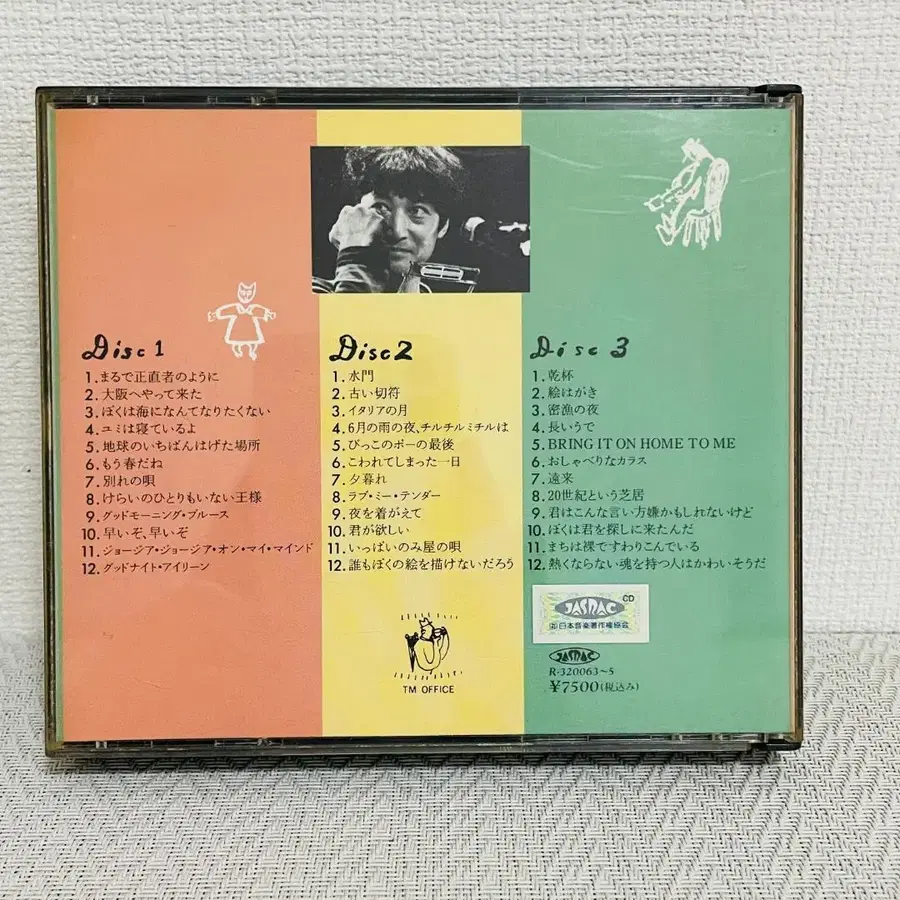 Disc 1
1.まるで正直者のように
2.大阪へやって来た
3.ぼくは海になんてなりたくない
4.ユミは寝ているよ
5.地球のいちばんはげた場所
6.もう春だね
7.別れの唄
8.けらいのひとりもいない王様
9.グッドモーニング・ブルース
10.早いぞ、早いぞ
11.ジョージア・ジョージア・オン・マイ・マインド
12.グッドナイト・アイリーン
Disc 2
1.水門
2.古い切符
3.イタリアの月
4.6月の雨の夜、チルチルミチルは
5.びっこのポーの最後
6.こわれてしまった一日
7.夕暮れ
8.ラブ・ミー・テンダー
9.夜を着がえて
10.君が欲しい
11.いっぱいのみ屋の唄
12.誰もぼくの絵を描けないだろう
TM OFFICE
Disc 3
1.乾杯
2.絵はがき
3.密漁の夜
4.長いうで
5.BRING IT ON HOME TO ME
6.おしゃべりなカラス
7.遠来
8.20世紀という芝居
9.君はこんな言い方嫌かもしれないけど
10.ぼくは君を探しに来たんだ
11.まちは裸ですわりこんでいる
12.熱くならない魂を持つ人はかわいそうだ
JASRAC CD
(社)日本音楽著作権協会
JASRAC
R-320063~5
¥7500(税込み)